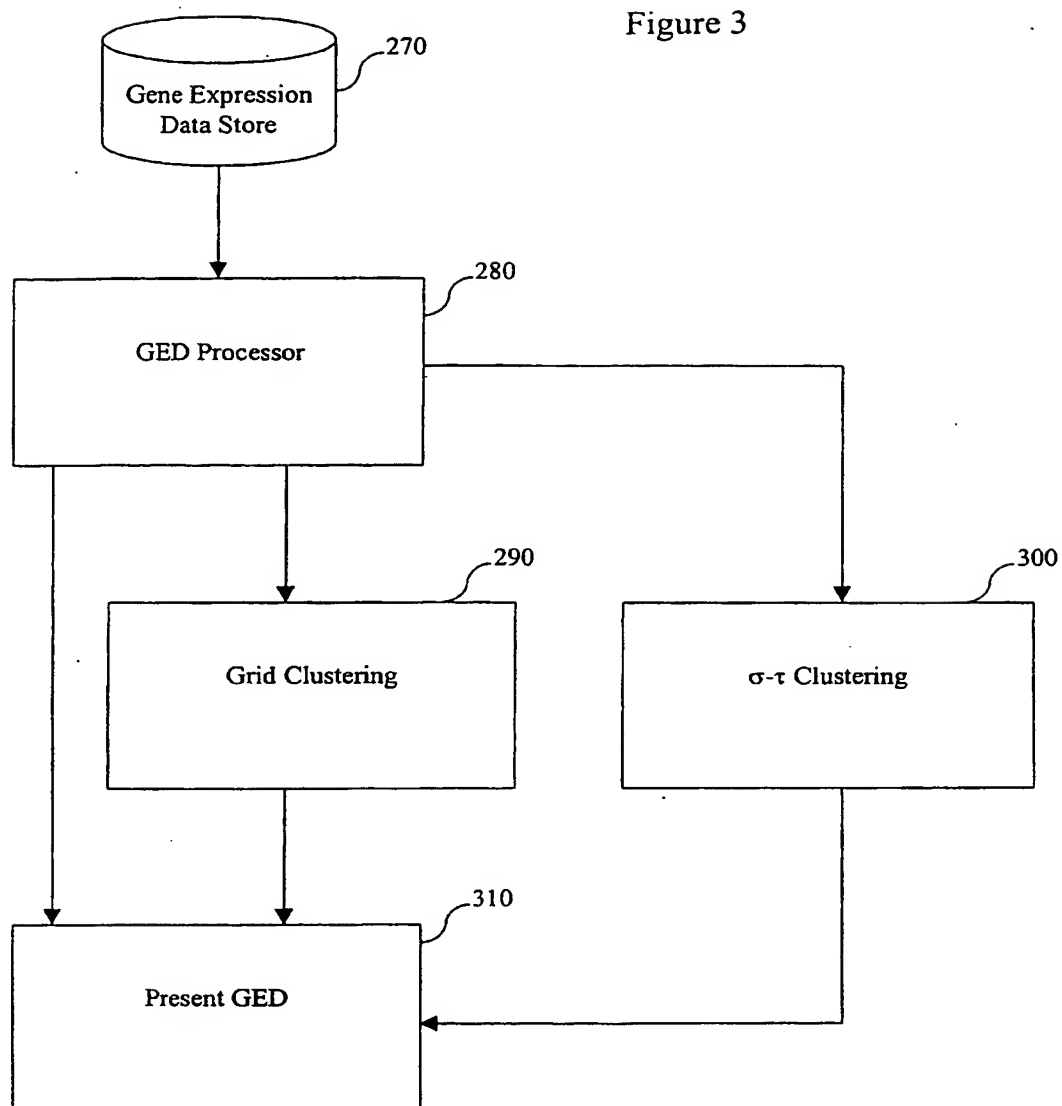 Figure 3
270
Gene Expression
Data Store
280
GED Processor
290
300
Grid Clustering
σ-τ Clustering
310
Present GED